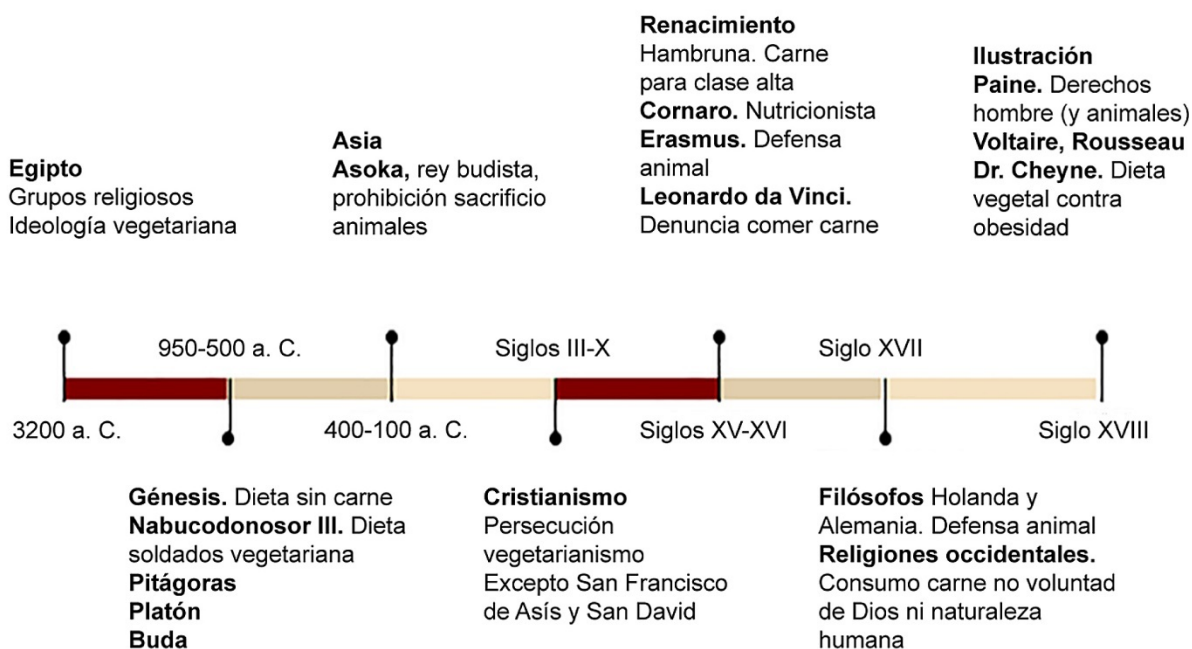 Egipto
Grupos religiosos
Ideología vegetariana
3200 a. C.
950-500 a. C.
Génesis. Dieta sin carne
Nabucodonosor III. Dieta
soldados vegetariana
Pitágoras
Platón
Buda
Asia
Asoka, rey budista,
prohibición sacrificio
animales
400-100 a. C.
Siglos III-X
Cristianismo
Persecución
vegetarianismo
Excepto San Francisco
de Asís y San David
Renacimiento
Hambruna. Carne
para clase alta
Cornaro. Nutricionista
Erasmus. Defensa
animal
Leonardo da Vinci.
Denuncia comer carne
Siglos XV-XVI
Siglo XVII
Filósofos Holanda y
Alemania. Defensa animal
Religiones occidentales.
Consumo carne no voluntad
de Dios ni naturaleza
humana
Ilustración
Paine. Derechos
hombre (y animales)
Voltaire, Rousseau
Dr. Cheyne. Dieta
vegetal contra
obesidad
Siglo XVIII